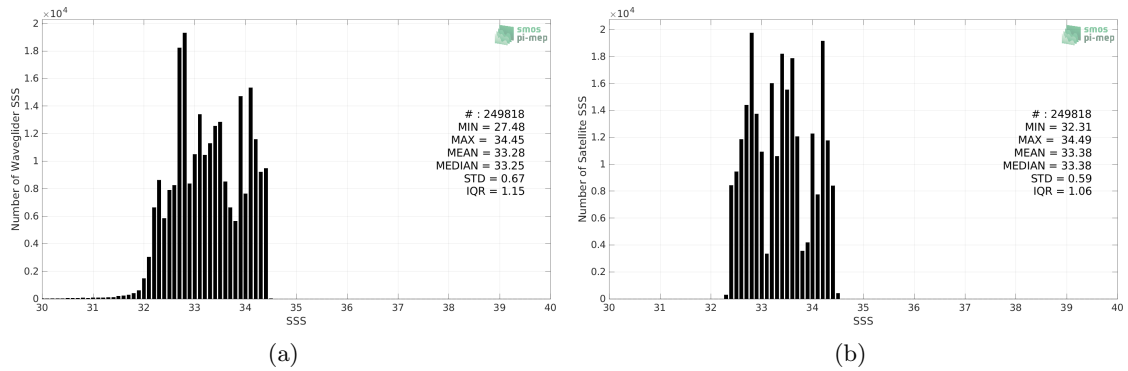 ×10⁴
2
1.8
1.6
1.4
1.2
1
0.8
0.6
0.4
0.2
0
Number of Waveglider SSS
30 31 32 33 34 35 36 37 38 39 40
SSS
smos
pi-mep
# : 249818
MIN = 27.48
MAX = 34.45
MEAN = 33.28
MEDIAN = 33.25
STD = 0.67
IQR = 1.15
(a)
×10⁴
2
1.8
1.6
1.4
1.2
1
0.8
0.6
0.4
0.2
0
Number of Satellite SSS
30 31 32 33 34 35 36 37 38 39 40
SSS
smos
pi-mep
# : 249818
MIN = 32.31
MAX = 34.49
MEAN = 33.38
MEDIAN = 33.38
STD = 0.59
IQR = 1.06
(b)